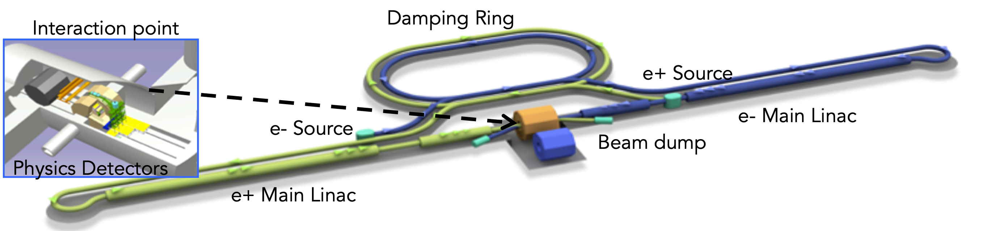 Damping Ring
Interaction point
e+ Source
e- Main Linac
e- Source
Beam dump
Physics Detectors
e+ Main Linac